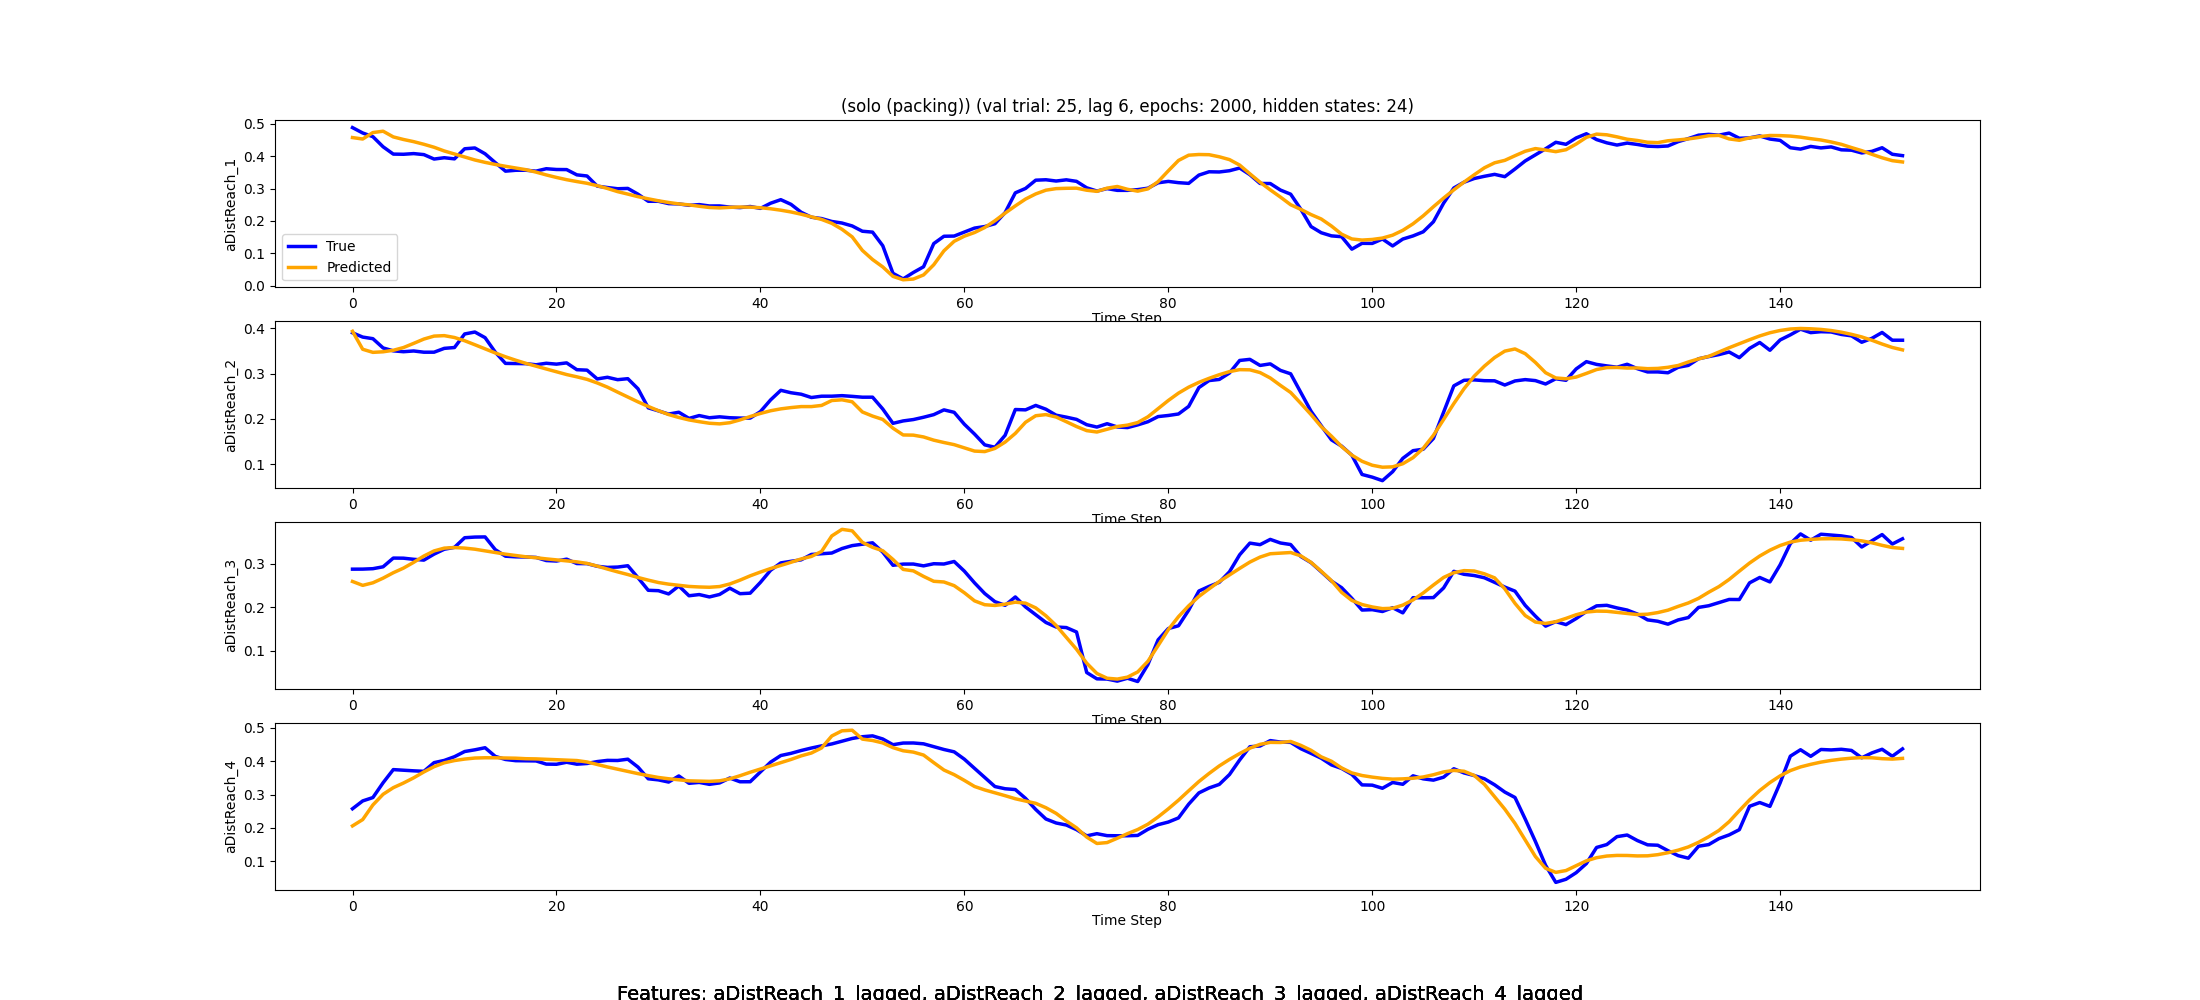 (solo (packing)) (val trial: 25, lag 6, epochs: 2000, hidden states: 24)
aDistReach_1
0.5
0.4
0.3
0.2
0.1
0.0
True
Predicted
0 20 40 60 80 100 120 140
Time Step
aDistReach_2
0.4
0.3
0.2
0.1
0 20 40 60 80 100 120 140
Time Step
aDistReach_3
0.3
0.2
0.1
0 20 40 60 80 100 120 140
Time Step
aDistReach_4
0.5
0.4
0.3
0.2
0.1
0 20 40 60 80 100 120 140
Time Step
Features: aDistReach_1_lagged, aDistReach_2_lagged, aDistReach_3_lagged, aDistReach_4_lagged